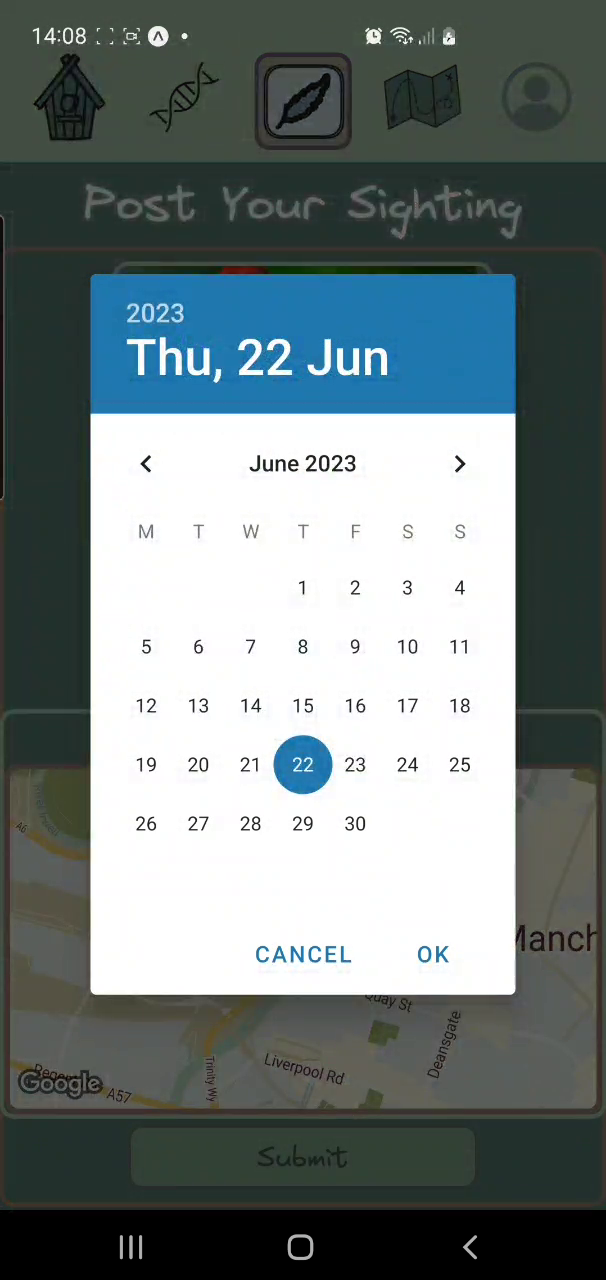 14:08
Post Your Sighting
2023
Thu, 22 Jun
June 2023
M T W T F S S
1 2 3 4
5 6 7 8 9 10 11
12 13 14 15 16 17 18
19 20 21 22 23 24 25
26 27 28 29 30
A6
Manch
CANCEL OK
Quay St
Deansgate
Liverpool Rd
Trinity Wy
Google
A57
Submit